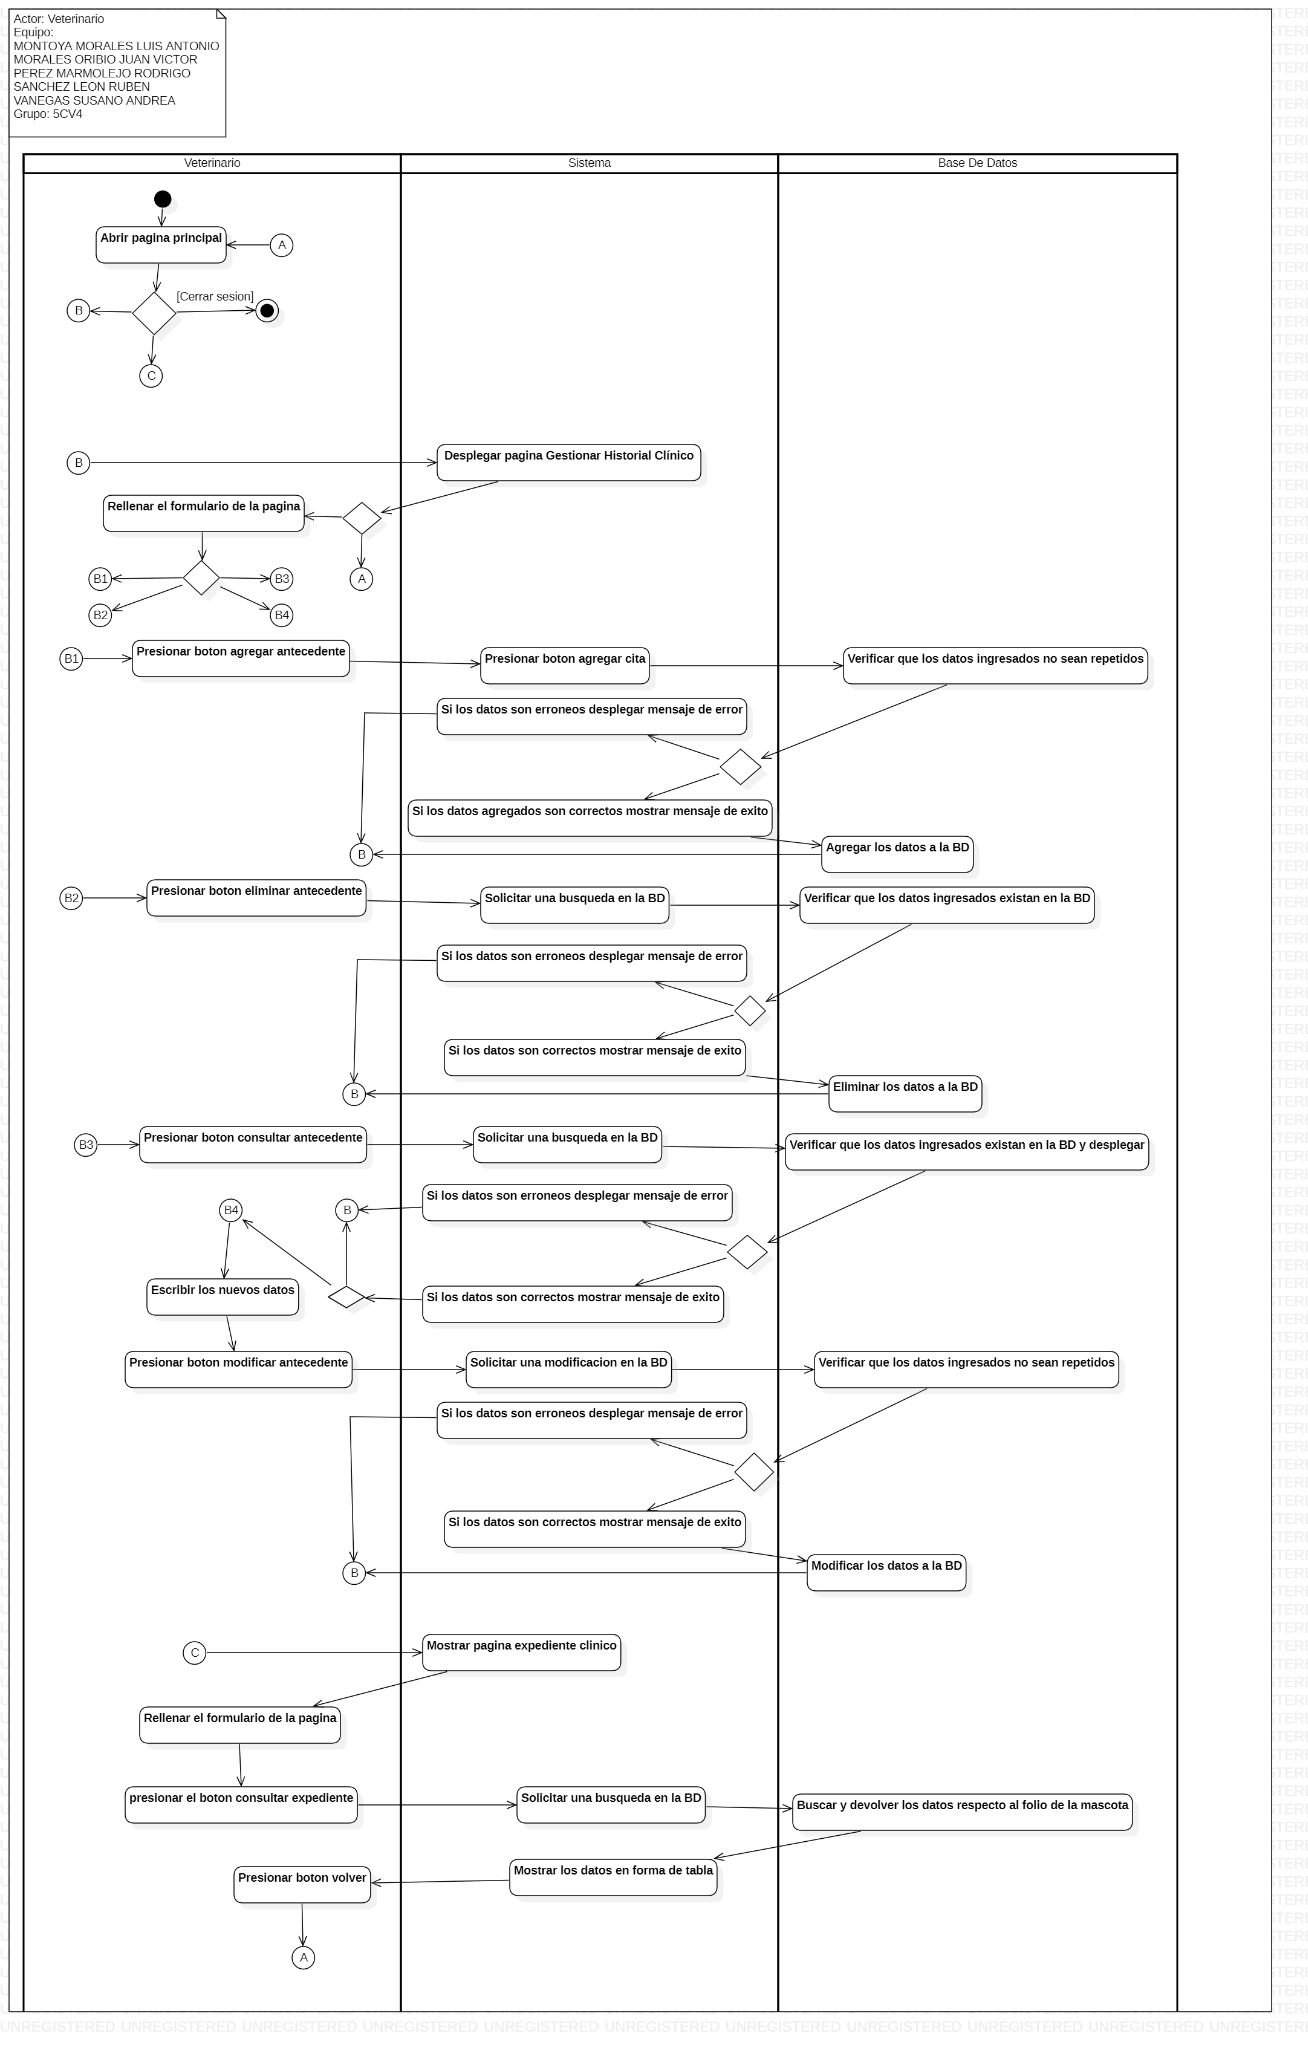 Actor: Veterinario
Equipo:
MONTOYA MORALES LUIS ANTONIO
MORALES ORIBIO JUAN VICTOR
PEREZ MARMOLEJO RODRIGO
SANCHEZ LEON RUBEN
VANEGAS SUSANO ANDREA
Grupo: 5CV4
Veterinario
Sistema
Base De Datos
Abrir pagina principal
A
[Cerrar sesion]
B
C
B
Desplegar pagina Gestionar Historial Clínico
Rellenar el formulario de la pagina
B1
B3
A
B2
B4
B1
Presionar boton agregar antecedente
Presionar boton agregar cita
Verificar que los datos ingresados no sean repetidos
Si los datos son erroneos desplegar mensaje de error
Si los datos agregados son correctos mostrar mensaje de exito
B
Agregar los datos a la BD
B2
Presionar boton eliminar antecedente
Solicitar una busqueda en la BD
Verificar que los datos ingresados existan en la BD
Si los datos son erroneos desplegar mensaje de error
Si los datos son correctos mostrar mensaje de exito
B
Eliminar los datos a la BD
B3
Presionar boton consultar antecedente
Solicitar una busqueda en la BD
Verificar que los datos ingresados existan en la BD y desplegar
Si los datos son erroneos desplegar mensaje de error
B4
B
Escribir los nuevos datos
Si los datos son correctos mostrar mensaje de exito
Presionar boton modificar antecedente
Solicitar una modificacion en la BD
Verificar que los datos ingresados no sean repetidos
Si los datos son erroneos desplegar mensaje de error
Si los datos son correctos mostrar mensaje de exito
B
Modificar los datos a la BD
C
Mostrar pagina expediente clinico
Rellenar el formulario de la pagina
presionar el boton consultar expediente
Solicitar una busqueda en la BD
Buscar y devolver los datos respecto al folio de la mascota
Mostrar los datos en forma de tabla
Presionar boton volver
A
UNREGISTERED UNREGISTERED UNREGISTERED UNREGISTERED UNREGISTERED UNREGISTERED UNREGISTERED UNREGISTERED UNREGISTERED UNREGISTERED UNREGISTERE